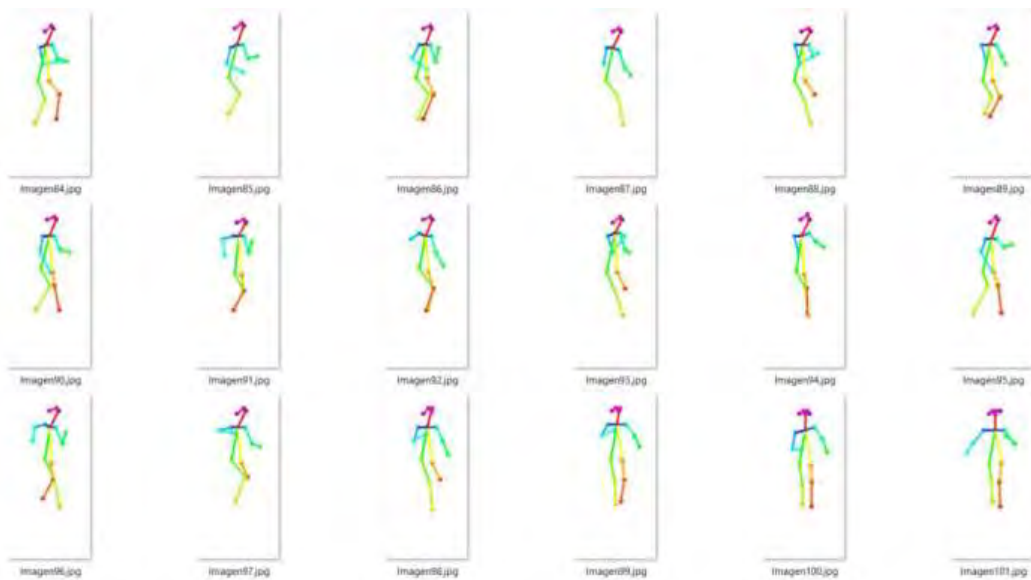 Imagen84.jpg
Imagen85.jpg
Imagen86.jpg
Imagen87.jpg
Imagen88.jpg
Imagen89.jpg
Imagen90.jpg
Imagen91.jpg
Imagen92.jpg
Imagen93.jpg
Imagen94.jpg
Imagen95.jpg
Imagen96.jpg
Imagen97.jpg
Imagen98.jpg
Imagen99.jpg
Imagen100.jpg
Imagen101.jpg